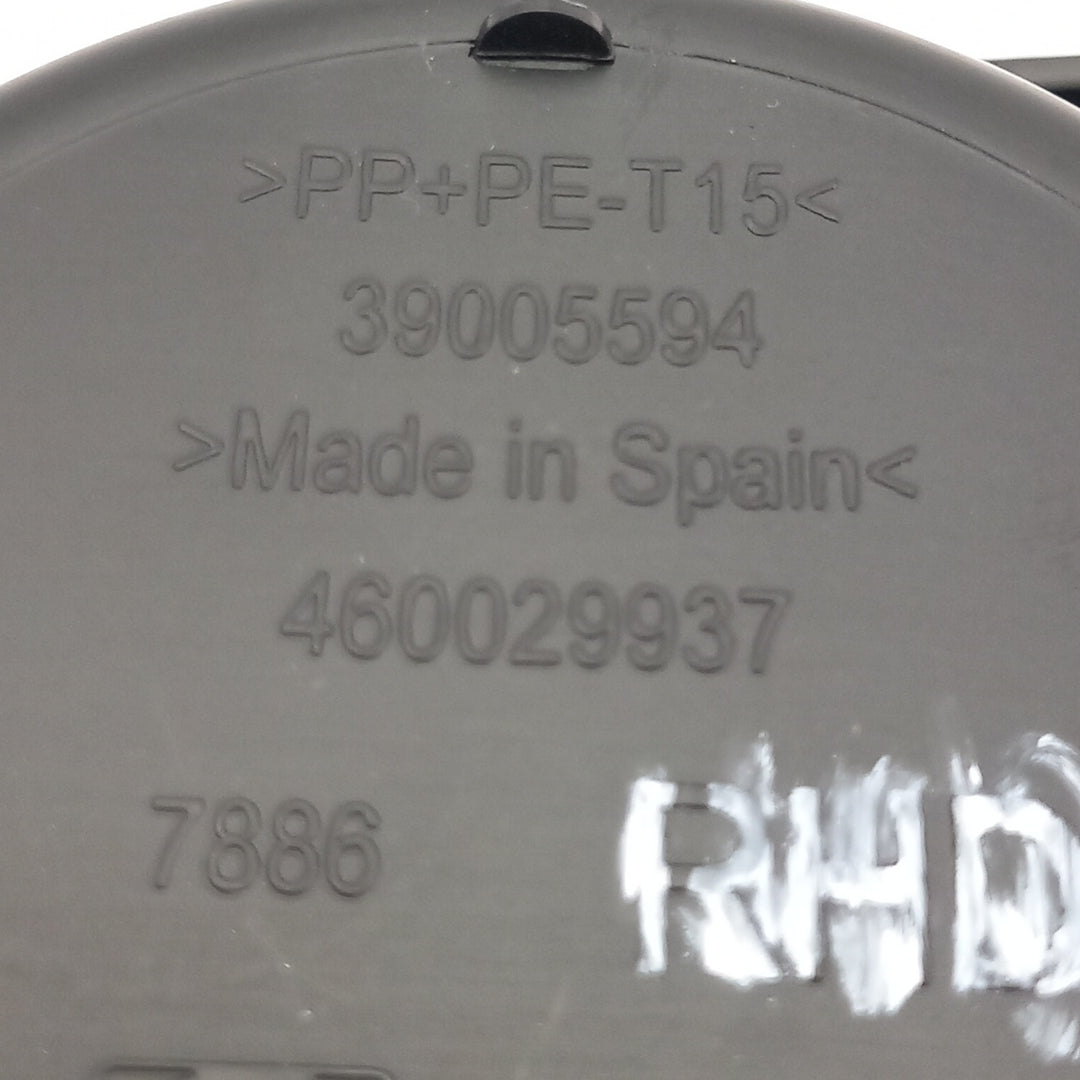 >PP+PE-T15<
39005594
>Made in Spain<
460029937
7886 RHD